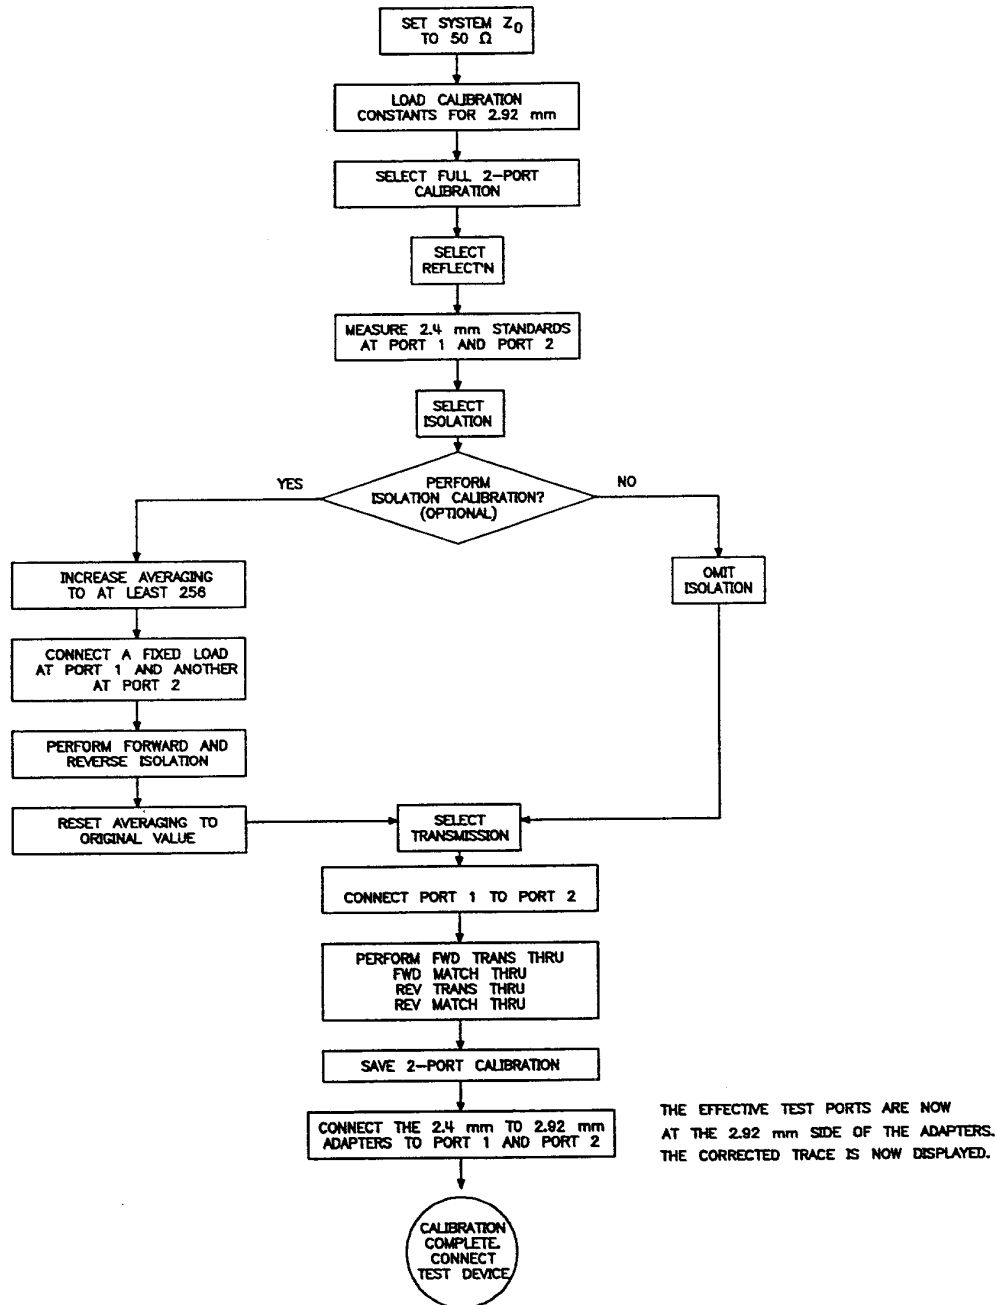 SET SYSTEM Z0
TO 50 Ω
LOAD CALIBRATION
CONSTANTS FOR 2.92 mm
SELECT FULL 2-PORT
CALIBRATION
SELECT
REFLECT'N
MEASURE 2.4 mm STANDARDS
AT PORT 1 AND PORT 2
SELECT
ISOLATION
PERFORM
ISOLATION CALIBRATION?
(OPTIONAL)
YES
NO
INCREASE AVERAGING
TO AT LEAST 256
CONNECT A FIXED LOAD
AT PORT 1 AND ANOTHER
AT PORT 2
PERFORM FORWARD AND
REVERSE ISOLATION
RESET AVERAGING TO
ORIGINAL VALUE
OMIT
ISOLATION
SELECT
TRANSMISSION
CONNECT PORT 1 TO PORT 2
PERFORM FWD TRANS THRU
FWD MATCH THRU
REV TRANS THRU
REV MATCH THRU
SAVE 2-PORT CALIBRATION
CONNECT THE 2.4 mm TO 2.92 mm
ADAPTERS TO PORT 1 AND PORT 2
THE EFFECTIVE TEST PORTS ARE NOW
AT THE 2.92 mm SIDE OF THE ADAPTERS.
THE CORRECTED TRACE IS NOW DISPLAYED.
CALIBRATION
COMPLETE.
CONNECT
TEST DEVICE